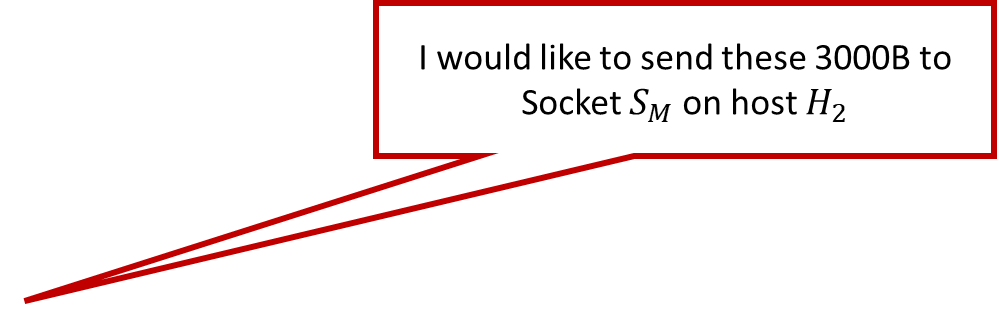 I would like to send these 3000B to
Socket $S_M$ on host $H_2$